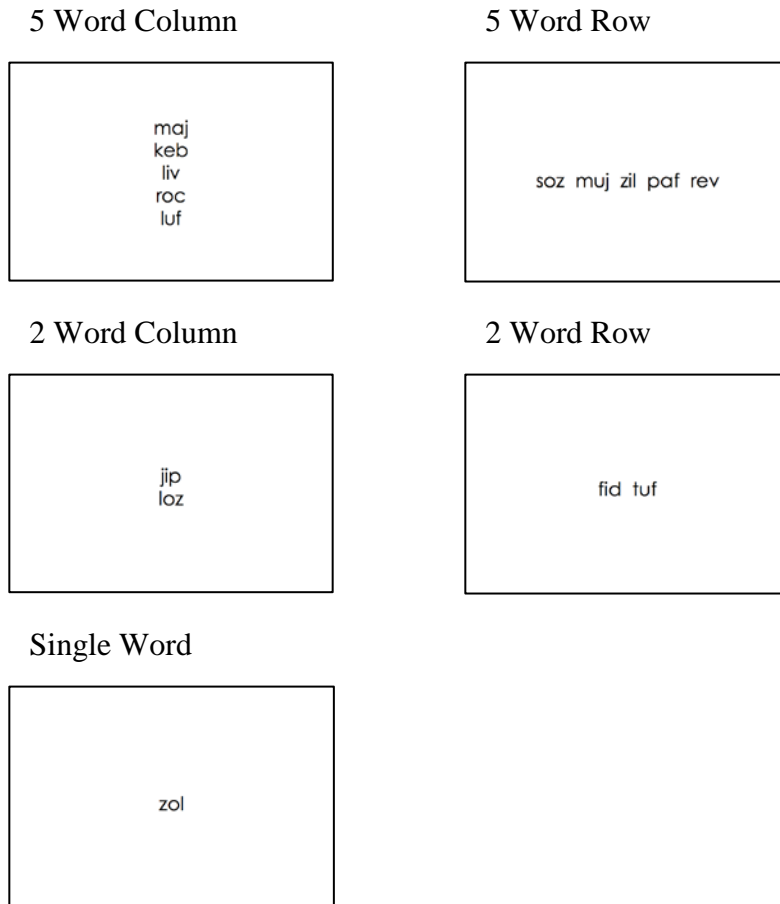 5 Word Column
5 Word Row
maj
keb
liv
roc
luf
soz muj zil paf rev
2 Word Column
2 Word Row
jip
loz
fid tuf
Single Word
zol